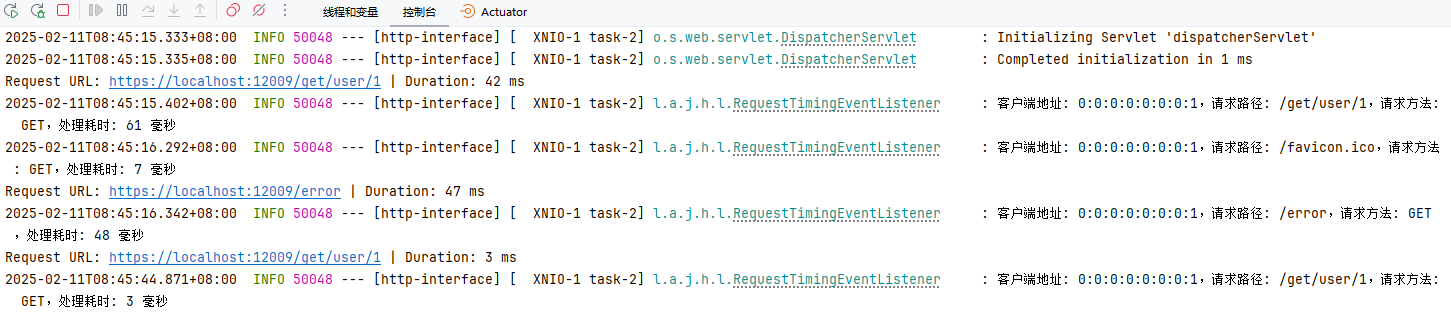 线程和变量 控制台 Actuator
2025-02-11T08:45:15.333+08:00  INFO 50048 --- [http-interface] [  XNIO-1 task-2] o.s.web.servlet.DispatcherServlet        : Initializing Servlet 'dispatcherServlet'
2025-02-11T08:45:15.335+08:00  INFO 50048 --- [http-interface] [  XNIO-1 task-2] o.s.web.servlet.DispatcherServlet        : Completed initialization in 1 ms
Request URL: https://localhost:12009/get/user/1 | Duration: 42 ms
2025-02-11T08:45:15.402+08:00  INFO 50048 --- [http-interface] [  XNIO-1 task-2] l.a.j.h.l.RequestTimingEventListener     : 客户端地址: 0:0:0:0:0:0:0:1，请求路径: /get/user/1，请求方法:
GET，处理耗时: 61 毫秒
2025-02-11T08:45:16.292+08:00  INFO 50048 --- [http-interface] [  XNIO-1 task-2] l.a.j.h.l.RequestTimingEventListener     : 客户端地址: 0:0:0:0:0:0:0:1，请求路径: /favicon.ico，请求方法
: GET，处理耗时: 7 毫秒
Request URL: https://localhost:12009/error | Duration: 47 ms
2025-02-11T08:45:16.342+08:00  INFO 50048 --- [http-interface] [  XNIO-1 task-2] l.a.j.h.l.RequestTimingEventListener     : 客户端地址: 0:0:0:0:0:0:0:1，请求路径: /error，请求方法: GET
，处理耗时: 48 毫秒
Request URL: https://localhost:12009/get/user/1 | Duration: 3 ms
2025-02-11T08:45:44.871+08:00  INFO 50048 --- [http-interface] [  XNIO-1 task-2] l.a.j.h.l.RequestTimingEventListener     : 客户端地址: 0:0:0:0:0:0:0:1，请求路径: /get/user/1，请求方法:
GET，处理耗时: 3 毫秒